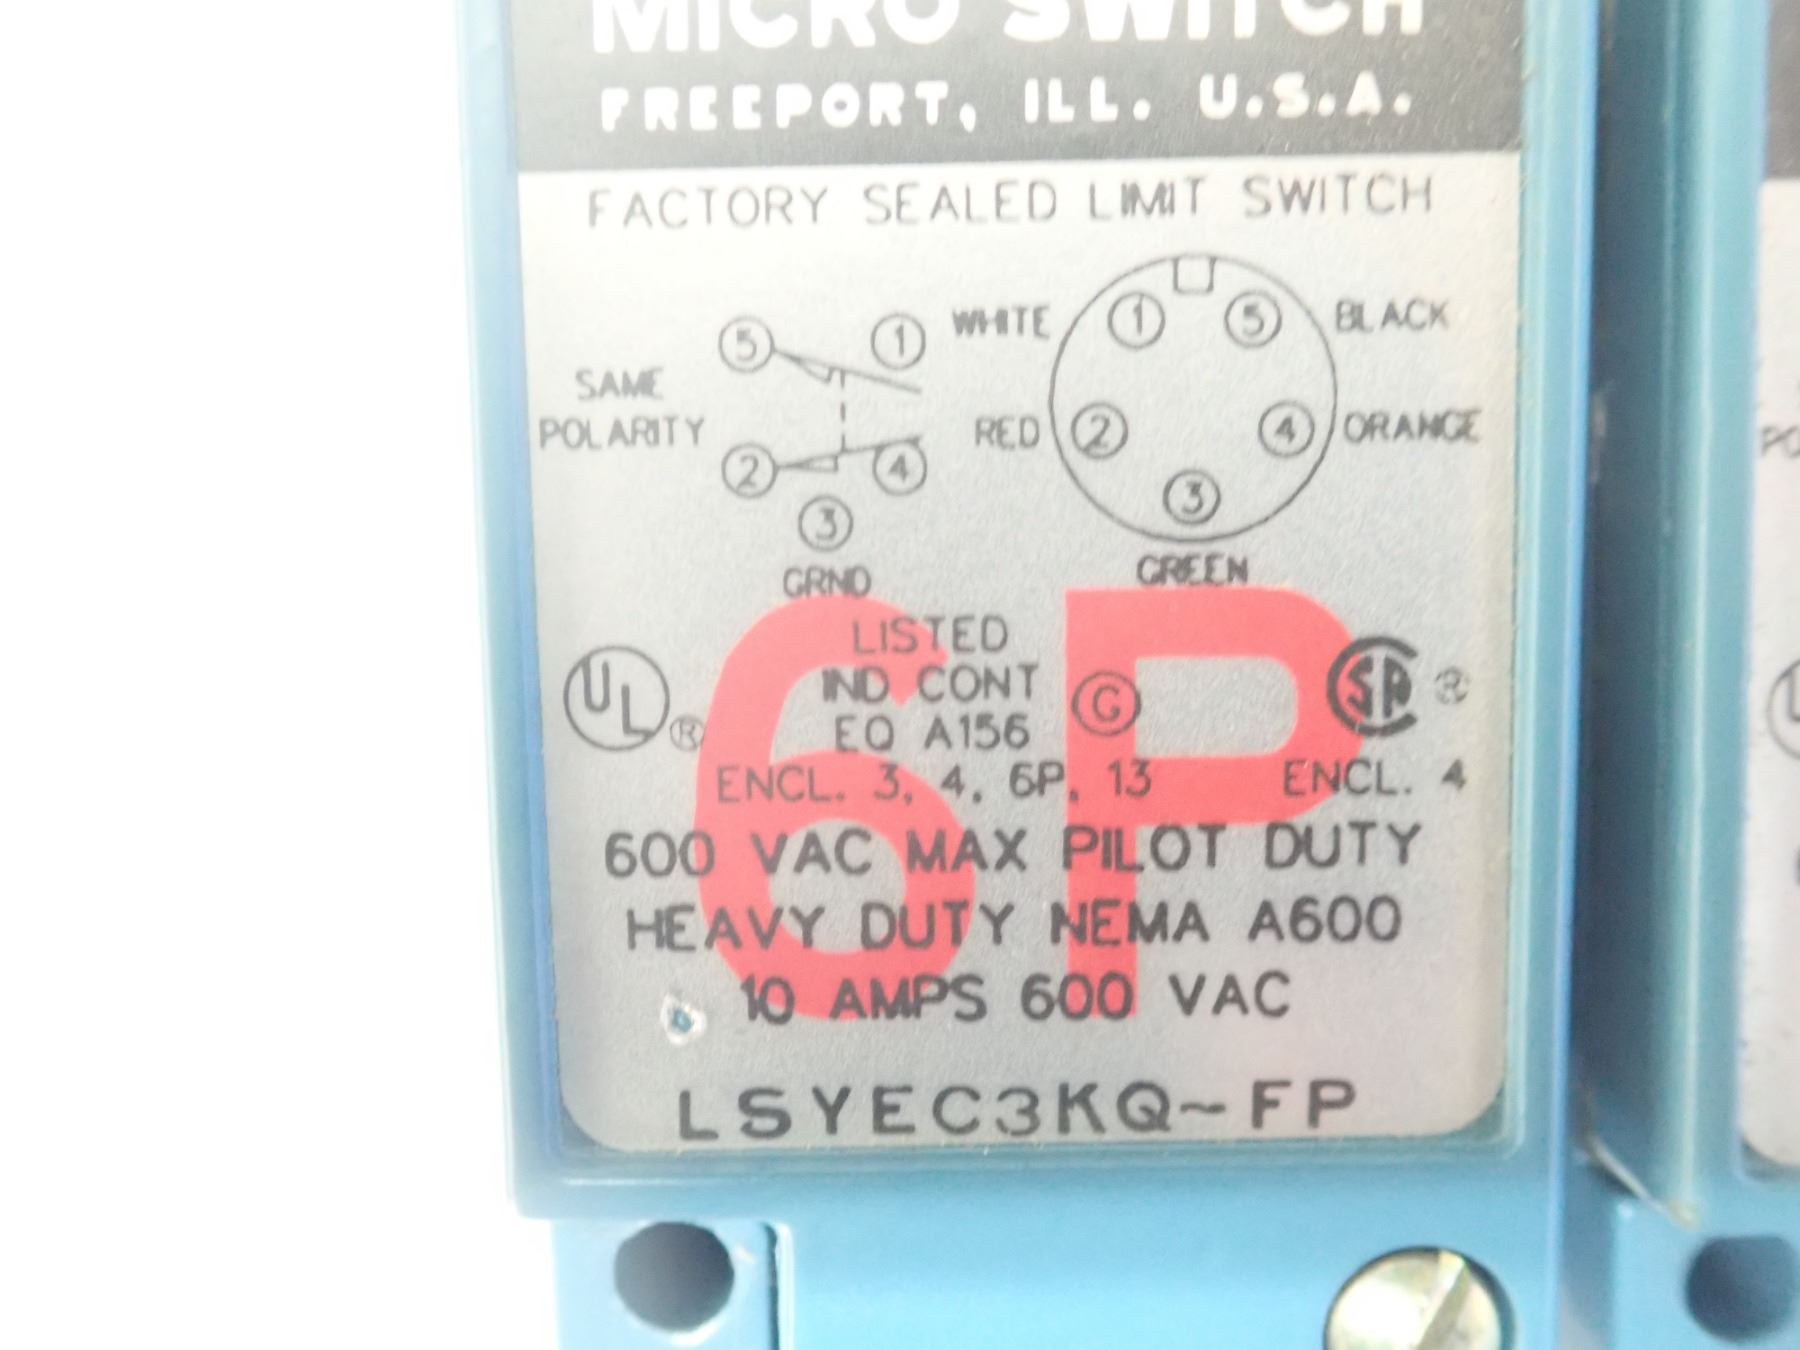 MICRO SWITCH
FREEPORT, ILL. U.S.A.
FACTORY SEALED LIMIT SWITCH
5 1 WHITE 1 5 BLACK
SAME
POLARITY
2 4 RED 2 4 ORANGE
3 3
GRND GREEN
6P
UL ®
LISTED
IND CONT
EQ A156
G SA ®
ENCL. 3, 4, 6P, 13 ENCL. 4
600 VAC MAX PILOT DUTY
HEAVY DUTY NEMA A600
10 AMPS 600 VAC
LSYEC3KQ~FP